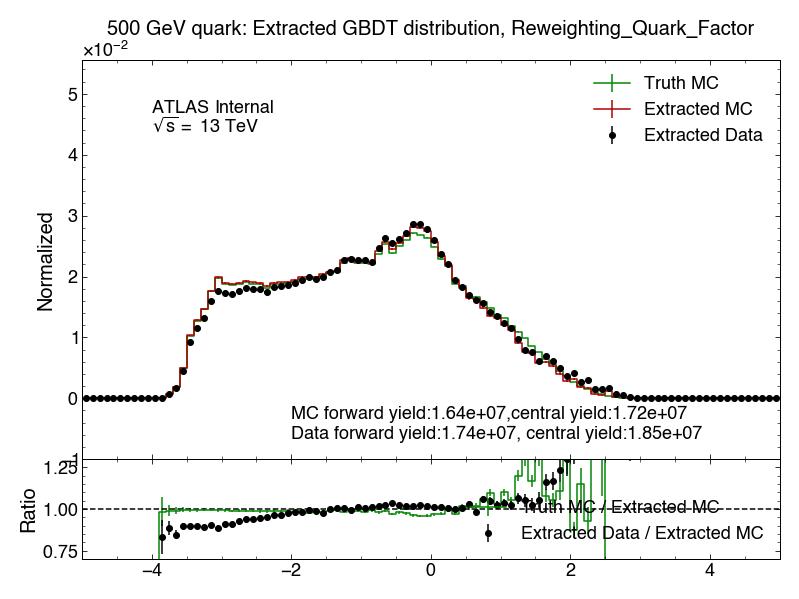 500 GeV quark: Extracted GBDT distribution, Reweighting_Quark_Factor
×10⁻²
ATLAS Internal
√s = 13 TeV
Truth MC
Extracted MC
Extracted Data
Normalized
5
4
3
2
1
0
MC forward yield:1.64e+07,central yield:1.72e+07
Data forward yield:1.74e+07, central yield:1.85e+07
Ratio
1.25
1.00
0.75
Truth MC / Extracted MC
Extracted Data / Extracted MC
−4 −2 0 2 4